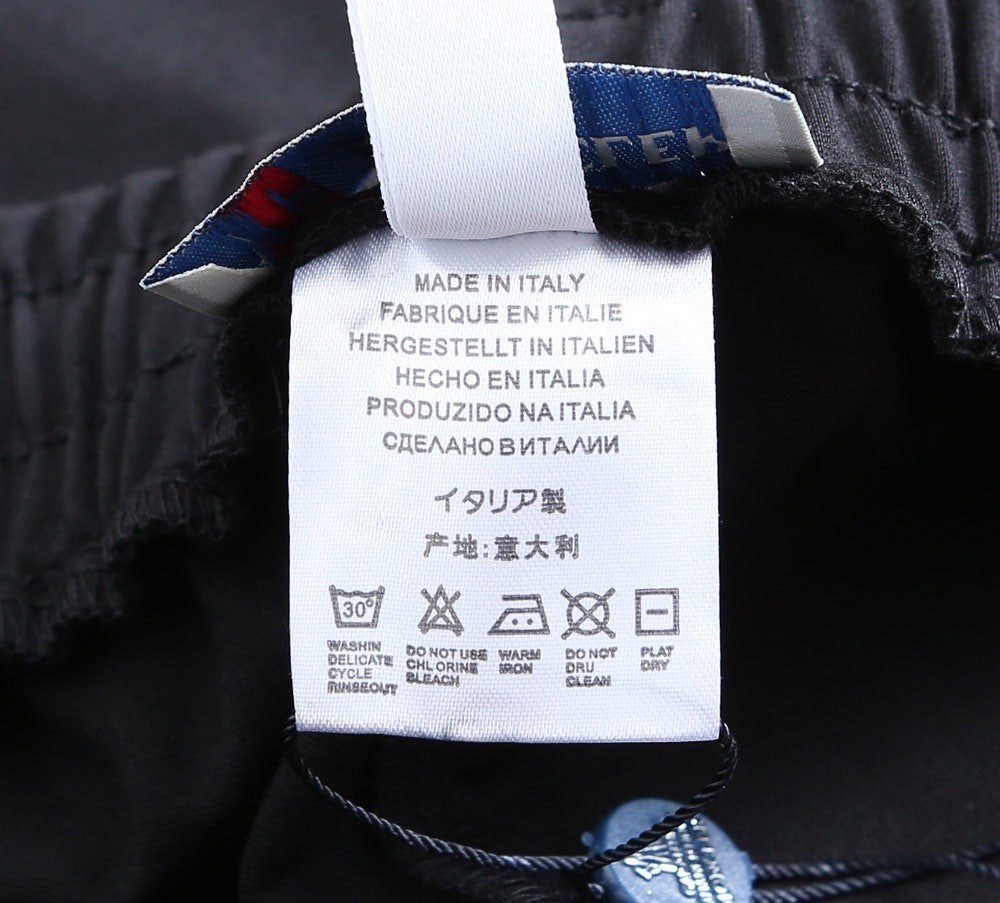 MADE IN ITALY
FABRIQUE EN ITALIE
HERGESTELLT IN ITALIEN
HECHO EN ITALIA
PRODUZIDO NA ITALIA
СДЕЛАНО В ИТАЛИИ
イタリア製
产地:意大利
30°
WASHIN
DELICATE
CYCLE
RINSEOUT
DO NOT USE
CHLORINE
BLEACH
WARM
IRON
DO NOT
DRU
CLEAN
PLAT
DRY